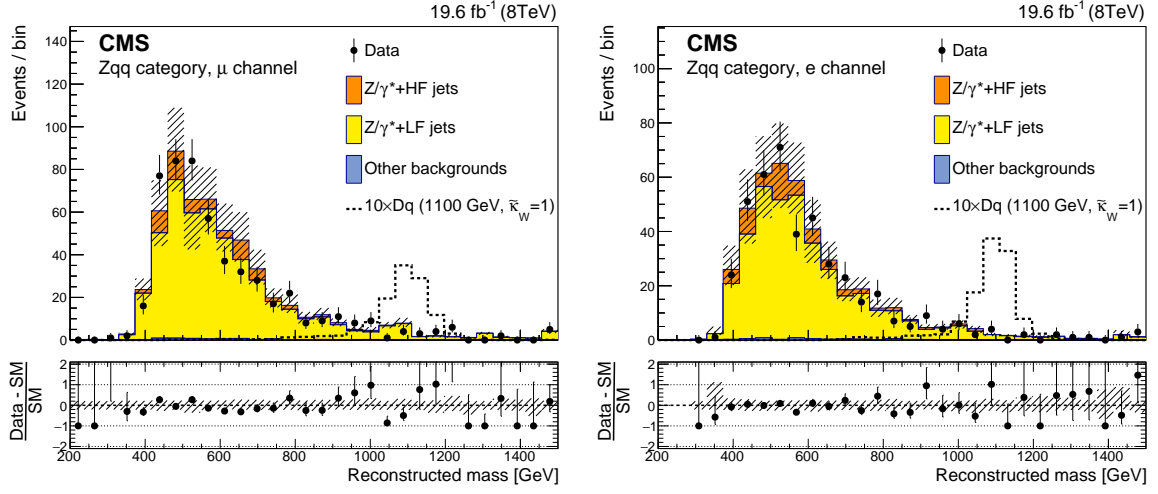 19.6 fb⁻¹ (8TeV)
CMS
Zqq category, μ channel
Events / bin
140
120
100
80
60
40
20
0
Data
Z/γ*+HF jets
Z/γ*+LF jets
Other backgrounds
10×Dq (1100 GeV, κ̃_W=1)
Data - SM
SM
2
1
0
−1
−2
200 400 600 800 1000 1200 1400
Reconstructed mass [GeV]
19.6 fb⁻¹ (8TeV)
CMS
Zqq category, e channel
Events / bin
100
80
60
40
20
0
Data
Z/γ*+HF jets
Z/γ*+LF jets
Other backgrounds
10×Dq (1100 GeV, κ̃_W=1)
Data - SM
SM
2
1
0
−1
−2
200 400 600 800 1000 1200 1400
Reconstructed mass [GeV]